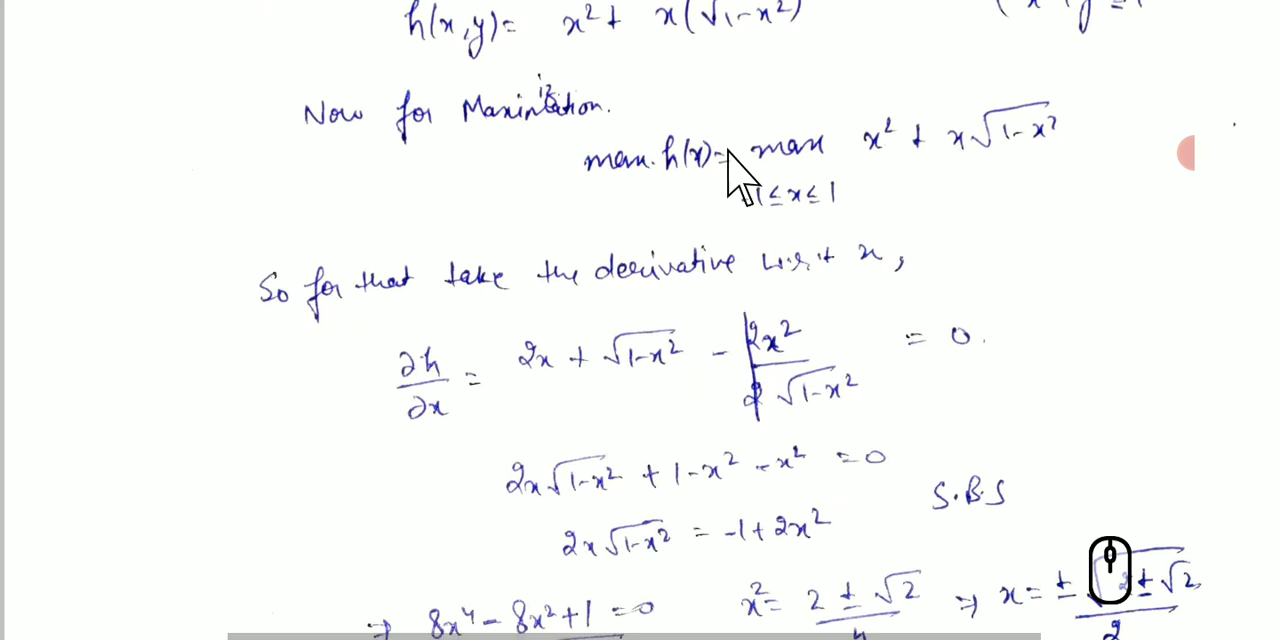 h(x,y) = x² + x(√1-x²)
Now for Maximization.
max. h(x) = max x² + x√1-x²
1 ≤ x ≤ 1
So for that take the derivative w.r.t x,
∂h/∂x = 2x + √1-x² - 2x²/2√1-x² = 0.
2x√1-x² + 1-x² - x² = 0
2x√1-x² = -1 + 2x² S.B.S
⇒ 8x⁴ - 8x² + 1 = 0 x² = 2 ± √2/4 ⇒ x = ± √2 ± √2/2